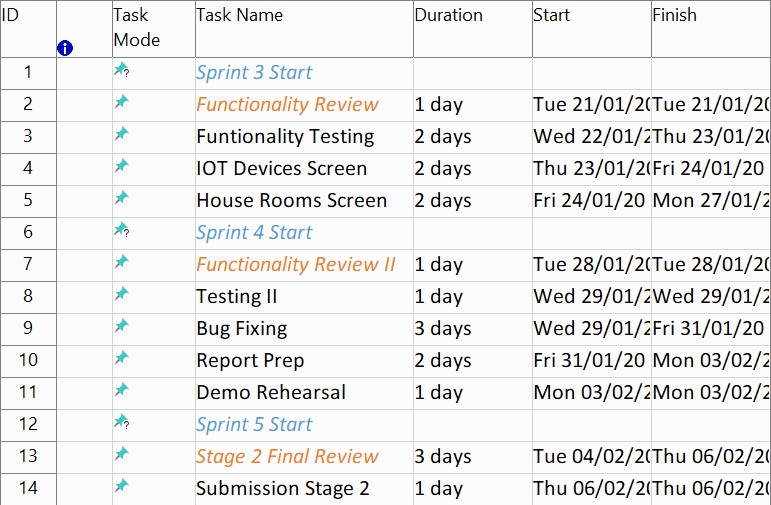 ID Task Mode Task Name Duration Start Finish
1 Sprint 3 Start
2 Functionality Review 1 day Tue 21/01/20 Tue 21/01/20
3 Funtionality Testing 2 days Wed 22/01/2 Thu 23/01/20
4 IOT Devices Screen 2 days Thu 23/01/20 Fri 24/01/20
5 House Rooms Screen 2 days Fri 24/01/20 Mon 27/01/2
6 Sprint 4 Start
7 Functionality Review II 1 day Tue 28/01/20 Tue 28/01/20
8 Testing II 1 day Wed 29/01/2 Wed 29/01/2
9 Bug Fixing 3 days Wed 29/01/2 Fri 31/01/20
10 Report Prep 2 days Fri 31/01/20 Mon 03/02/2
11 Demo Rehearsal 1 day Mon 03/02/2 Mon 03/02/2
12 Sprint 5 Start
13 Stage 2 Final Review 3 days Tue 04/02/20 Thu 06/02/20
14 Submission Stage 2 1 day Thu 06/02/20 Thu 06/02/20